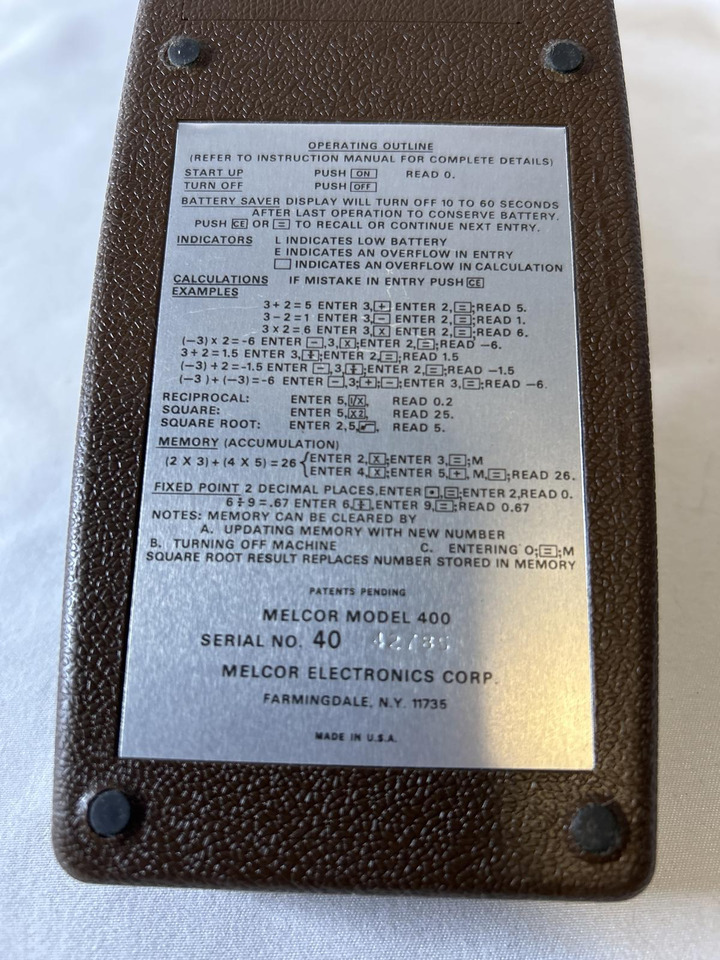 OPERATING OUTLINE
(REFER TO INSTRUCTION MANUAL FOR COMPLETE DETAILS)
START UP PUSH ON READ 0.
TURN OFF PUSH OFF
BATTERY SAVER DISPLAY WILL TURN OFF 10 TO 60 SECONDS
AFTER LAST OPERATION TO CONSERVE BATTERY.
PUSH CE OR = TO RECALL OR CONTINUE NEXT ENTRY.
INDICATORS L INDICATES LOW BATTERY
E INDICATES AN OVERFLOW IN ENTRY
☐ INDICATES AN OVERFLOW IN CALCULATION
CALCULATIONS IF MISTAKE IN ENTRY PUSH CE
EXAMPLES
3+2=5 ENTER 3,+ ENTER 2,=;READ 5.
3-2=1 ENTER 3,- ENTER 2,=;READ 1.
3x2=6 ENTER 3,X ENTER 2,=;READ 6.
(-3)x2=-6 ENTER -,3,X;ENTER 2,=;READ -6.
3÷2=1.5 ENTER 3,÷;ENTER 2,=;READ 1.5
(-3)÷2=-1.5 ENTER -,3;÷;ENTER 2,=;READ -1.5
(-3)+(-3)=-6 ENTER -,3;+;-;ENTER 3,=;READ -6.
RECIPROCAL: ENTER 5,1/X, READ 0.2
SQUARE: ENTER 5,X2, READ 25.
SQUARE ROOT: ENTER 2,5,√, READ 5.
MEMORY (ACCUMULATION)
(2 X 3)+(4 X 5)=26 { ENTER 2,X;ENTER 3,=;M
ENTER 4,X;ENTER 5,+, M,=;READ 26.
FIXED POINT 2 DECIMAL PLACES,ENTER •,=;ENTER 2,READ 0.
6÷9=.67 ENTER 6,÷,ENTER 9,=;READ 0.67
NOTES: MEMORY CAN BE CLEARED BY
A. UPDATING MEMORY WITH NEW NUMBER
B. TURNING OFF MACHINE C. ENTERING O;=;M
SQUARE ROOT RESULT REPLACES NUMBER STORED IN MEMORY
PATENTS PENDING
MELCOR MODEL 400
SERIAL NO. 40
MELCOR ELECTRONICS CORP.
FARMINGDALE, N.Y. 11735
MADE IN U.S.A.